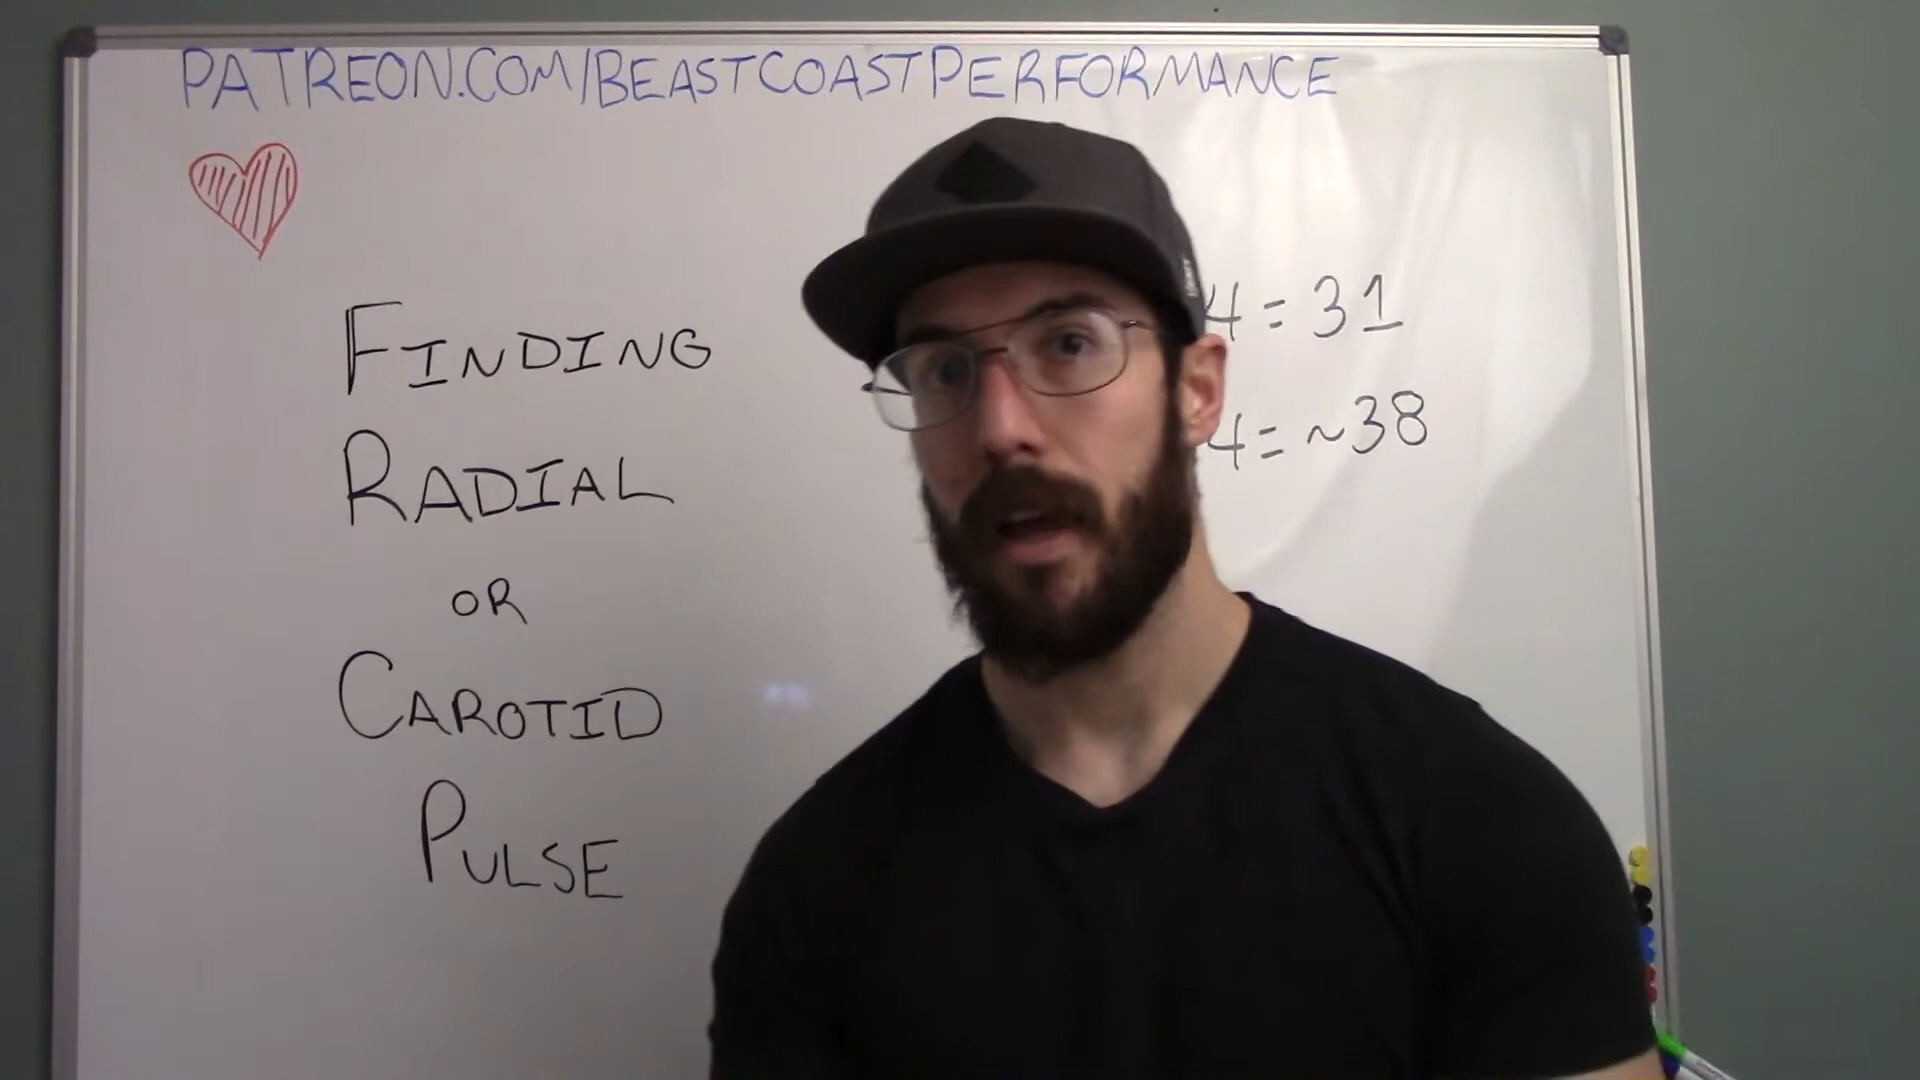 PATREON.COM/BEASTCOASTPERFORMANCE
FINDING
RADIAL
OR
CAROTID
PULSE
4 = 31
4 = ~38